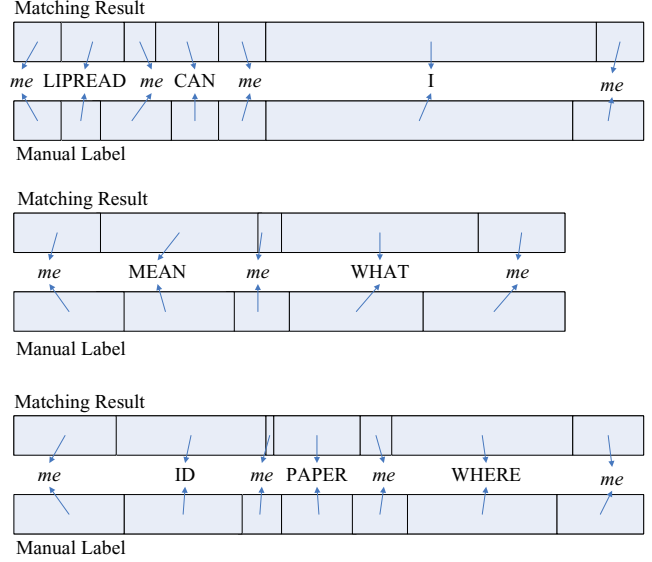 Matching Result
me LIPREAD me CAN me I me
Manual Label
Matching Result
me MEAN me WHAT me
Manual Label
Matching Result
me ID me PAPER me WHERE me
Manual Label